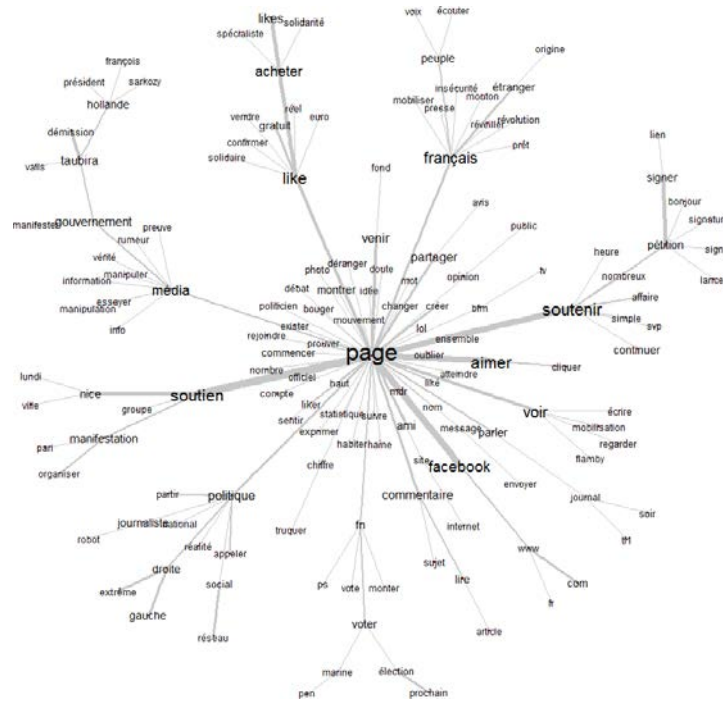 likes
solidarité
spécialiste
acheter
voix
écouter
peuple
origine
françois
président
sarkozy
hollande
réel
vendre
euro
gratuit
confirmer
solidaire
like
insécurité
étranger
mobiliser
mouton
presse
révolution
réveiller
prêt
français
démission
taubira
valls
fond
lien
signer
bonjour
signature
pétition
lancer
gouvernement
manifester
preuve
rumeur
vérité
manipuler
information
média
essayer
manipulation
info
venir
avis
public
partager
déranger
doute
photo
mot
opinion
tv
débat
montrer
idée
changer
créer
bfm
politicien
bouger
mouvement
lol
exister
rejoindre
prouver
ensemble
commencer
page
oublier
heure
nombreux
affaire
soutenir
simple
svp
continuer
aimer
cliquer
atteindre
nombre
officiel
haut
like
mdr
lundi
nice
soutien
compte
liker
nom
voir
écrire
mobilisation
regarder
flamby
ville
groupe
statistique
suivre
sentir
exprimer
ami
message
parler
manifestation
habiter
haine
pari
organiser
chiffre
site
facebook
envoyer
partir
politique
commentaire
journal
soir
tf1
journaliste
national
robot
truquer
fn
internet
réalité
appeler
www
com
fr
droite
sujet
lire
extrême
social
ps
vote
monter
gauche
réseau
voter
article
marine
élection
pen
prochain